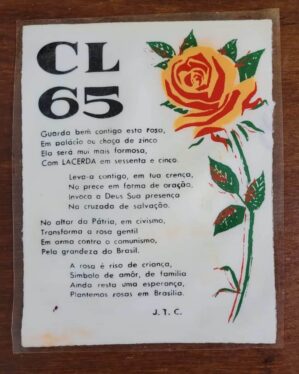 CL
65
Guarda bem contigo esta rosa,
Em palácio ou choça de zinco
Ela será mui mais formosa,
Com LACERDA em sessenta e cinco.
Leva-a contigo, em tua crença,
Na prece em forma de oração,
Invoca a Deus Sua presença
Na cruzada de salvação.
No altar da Pátria, em civismo,
Transforma a rosa gentil
Em arma contra o comunismo,
Pela grandeza do Brasil.
A rosa é riso de criança,
Símbolo de amôr, de família
Ainda resta uma esperança,
Plantemos rosas em Brasília.
J. T. C.